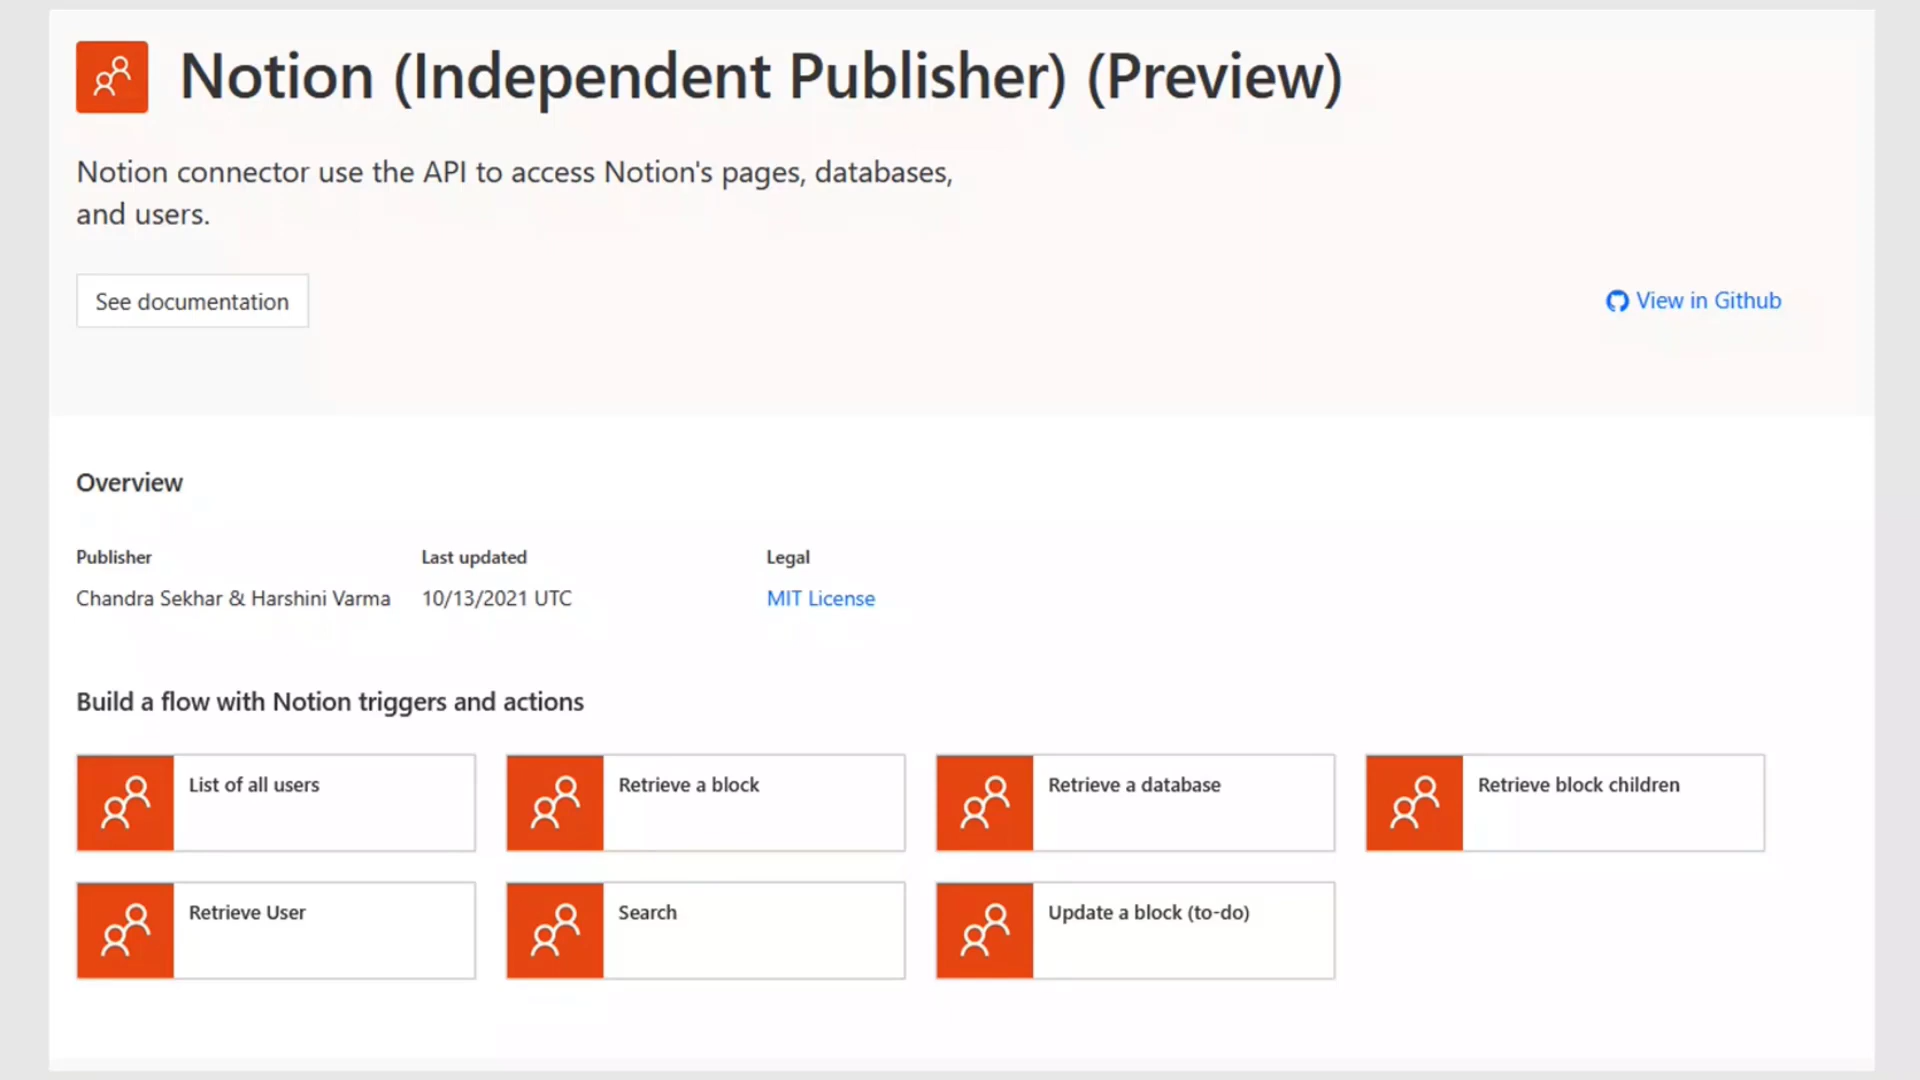 Notion (Independent Publisher) (Preview)
Notion connector use the API to access Notion's pages, databases,
and users.
See documentation
View in Github
Overview
Publisher
Last updated
Legal
Chandra Sekhar & Harshini Varma
10/13/2021 UTC
MIT License
Build a flow with Notion triggers and actions
List of all users
Retrieve a block
Retrieve a database
Retrieve block children
Retrieve User
Search
Update a block (to-do)